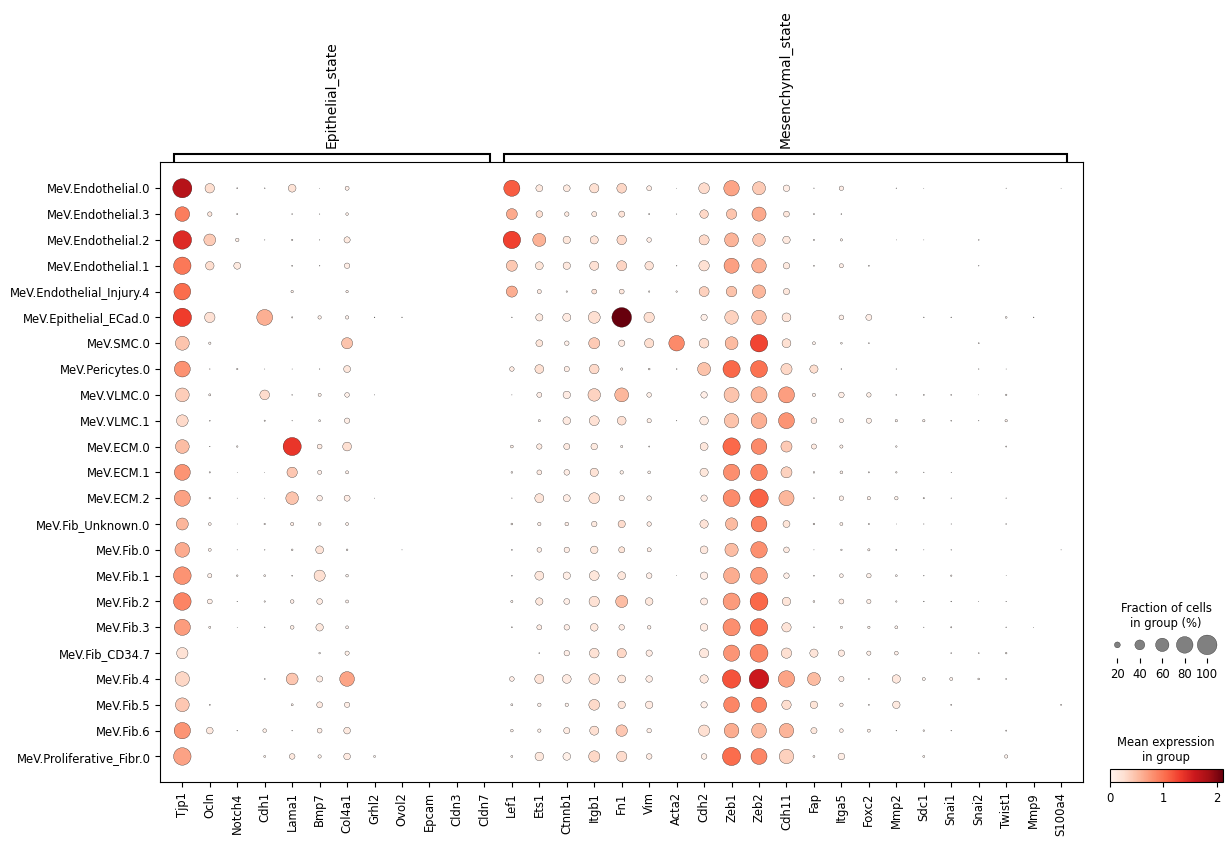 Epithelial_state
Mesenchymal_state
MeV.Endothelial.0
MeV.Endothelial.3
MeV.Endothelial.2
MeV.Endothelial.1
MeV.Endothelial_Injury.4
MeV.Epithelial_ECad.0
MeV.SMC.0
MeV.Pericytes.0
MeV.VLMC.0
MeV.VLMC.1
MeV.ECM.0
MeV.ECM.1
MeV.ECM.2
MeV.Fib_Unknown.0
MeV.Fib.0
MeV.Fib.1
MeV.Fib.2
MeV.Fib.3
MeV.Fib_CD34.7
MeV.Fib.4
MeV.Fib.5
MeV.Fib.6
MeV.Proliferative_Fibr.0
Tjp1
Ocln
Notch4
Cdh1
Lama1
Bmp7
Col4a1
Grhl2
Ovol2
Epcam
Cldn3
Cldn7
Lef1
Ets1
Ctnnb1
Itgb1
Fn1
Vim
Acta2
Cdh2
Zeb1
Zeb2
Cdh11
Fap
Itga5
Foxc2
Mmp2
Sdc1
Snai1
Snai2
Twist1
Mmp9
S100a4
Fraction of cells
in group (%)
20 40 60 80 100
Mean expression
in group
0 1 2